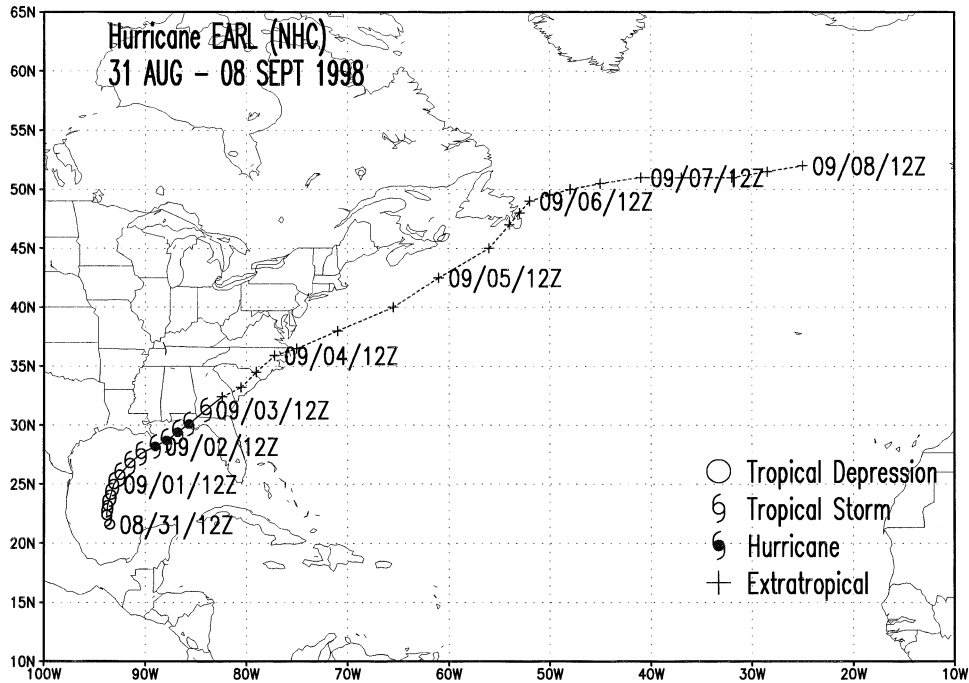 Hurricane EARL (NHC)
31 AUG - 08 SEPT 1998
65N
60N
55N
50N
45N
40N
35N
30N
25N
20N
15N
10N
09/08/12Z
09/07/12Z
09/06/12Z
09/05/12Z
09/04/12Z
09/03/12Z
09/02/12Z
09/01/12Z
08/31/12Z
Tropical Depression
Tropical Storm
Hurricane
Extratropical
100W 90W 80W 70W 60W 50W 40W 30W 20W 10W